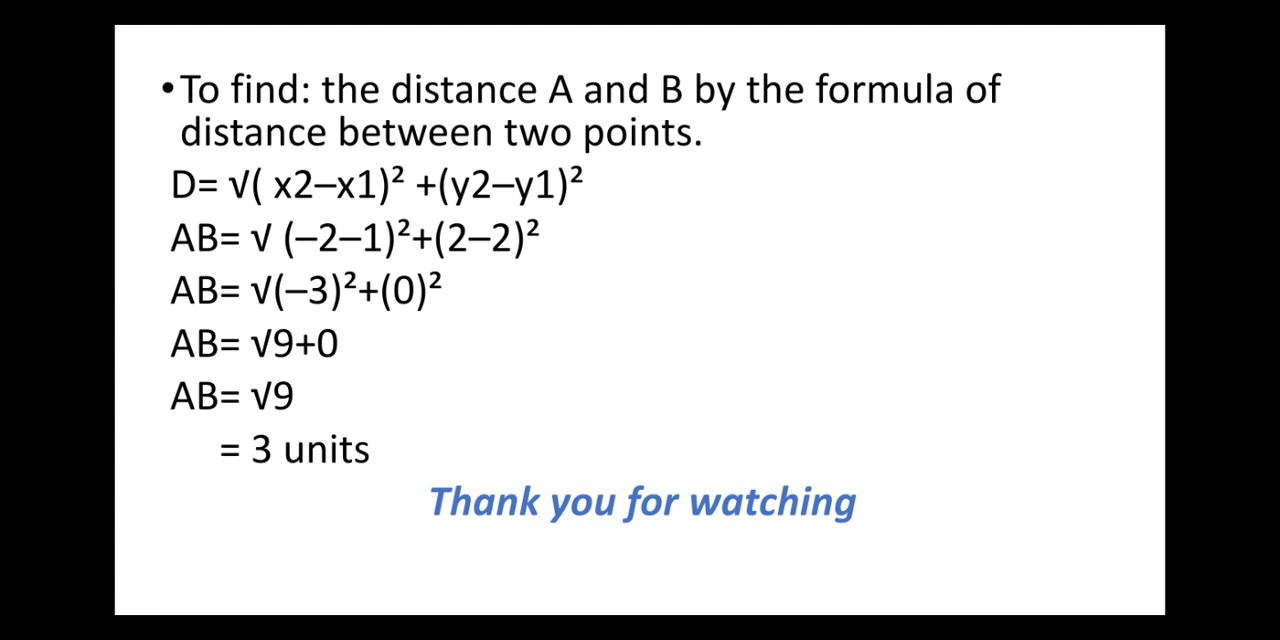 •To find: the distance A and B by the formula of
distance between two points.
D= √( x2–x1)² +(y2–y1)²
AB= √ (–2–1)²+(2–2)²
AB= √(–3)²+(0)²
AB= √9+0
AB= √9
= 3 units
Thank you for watching